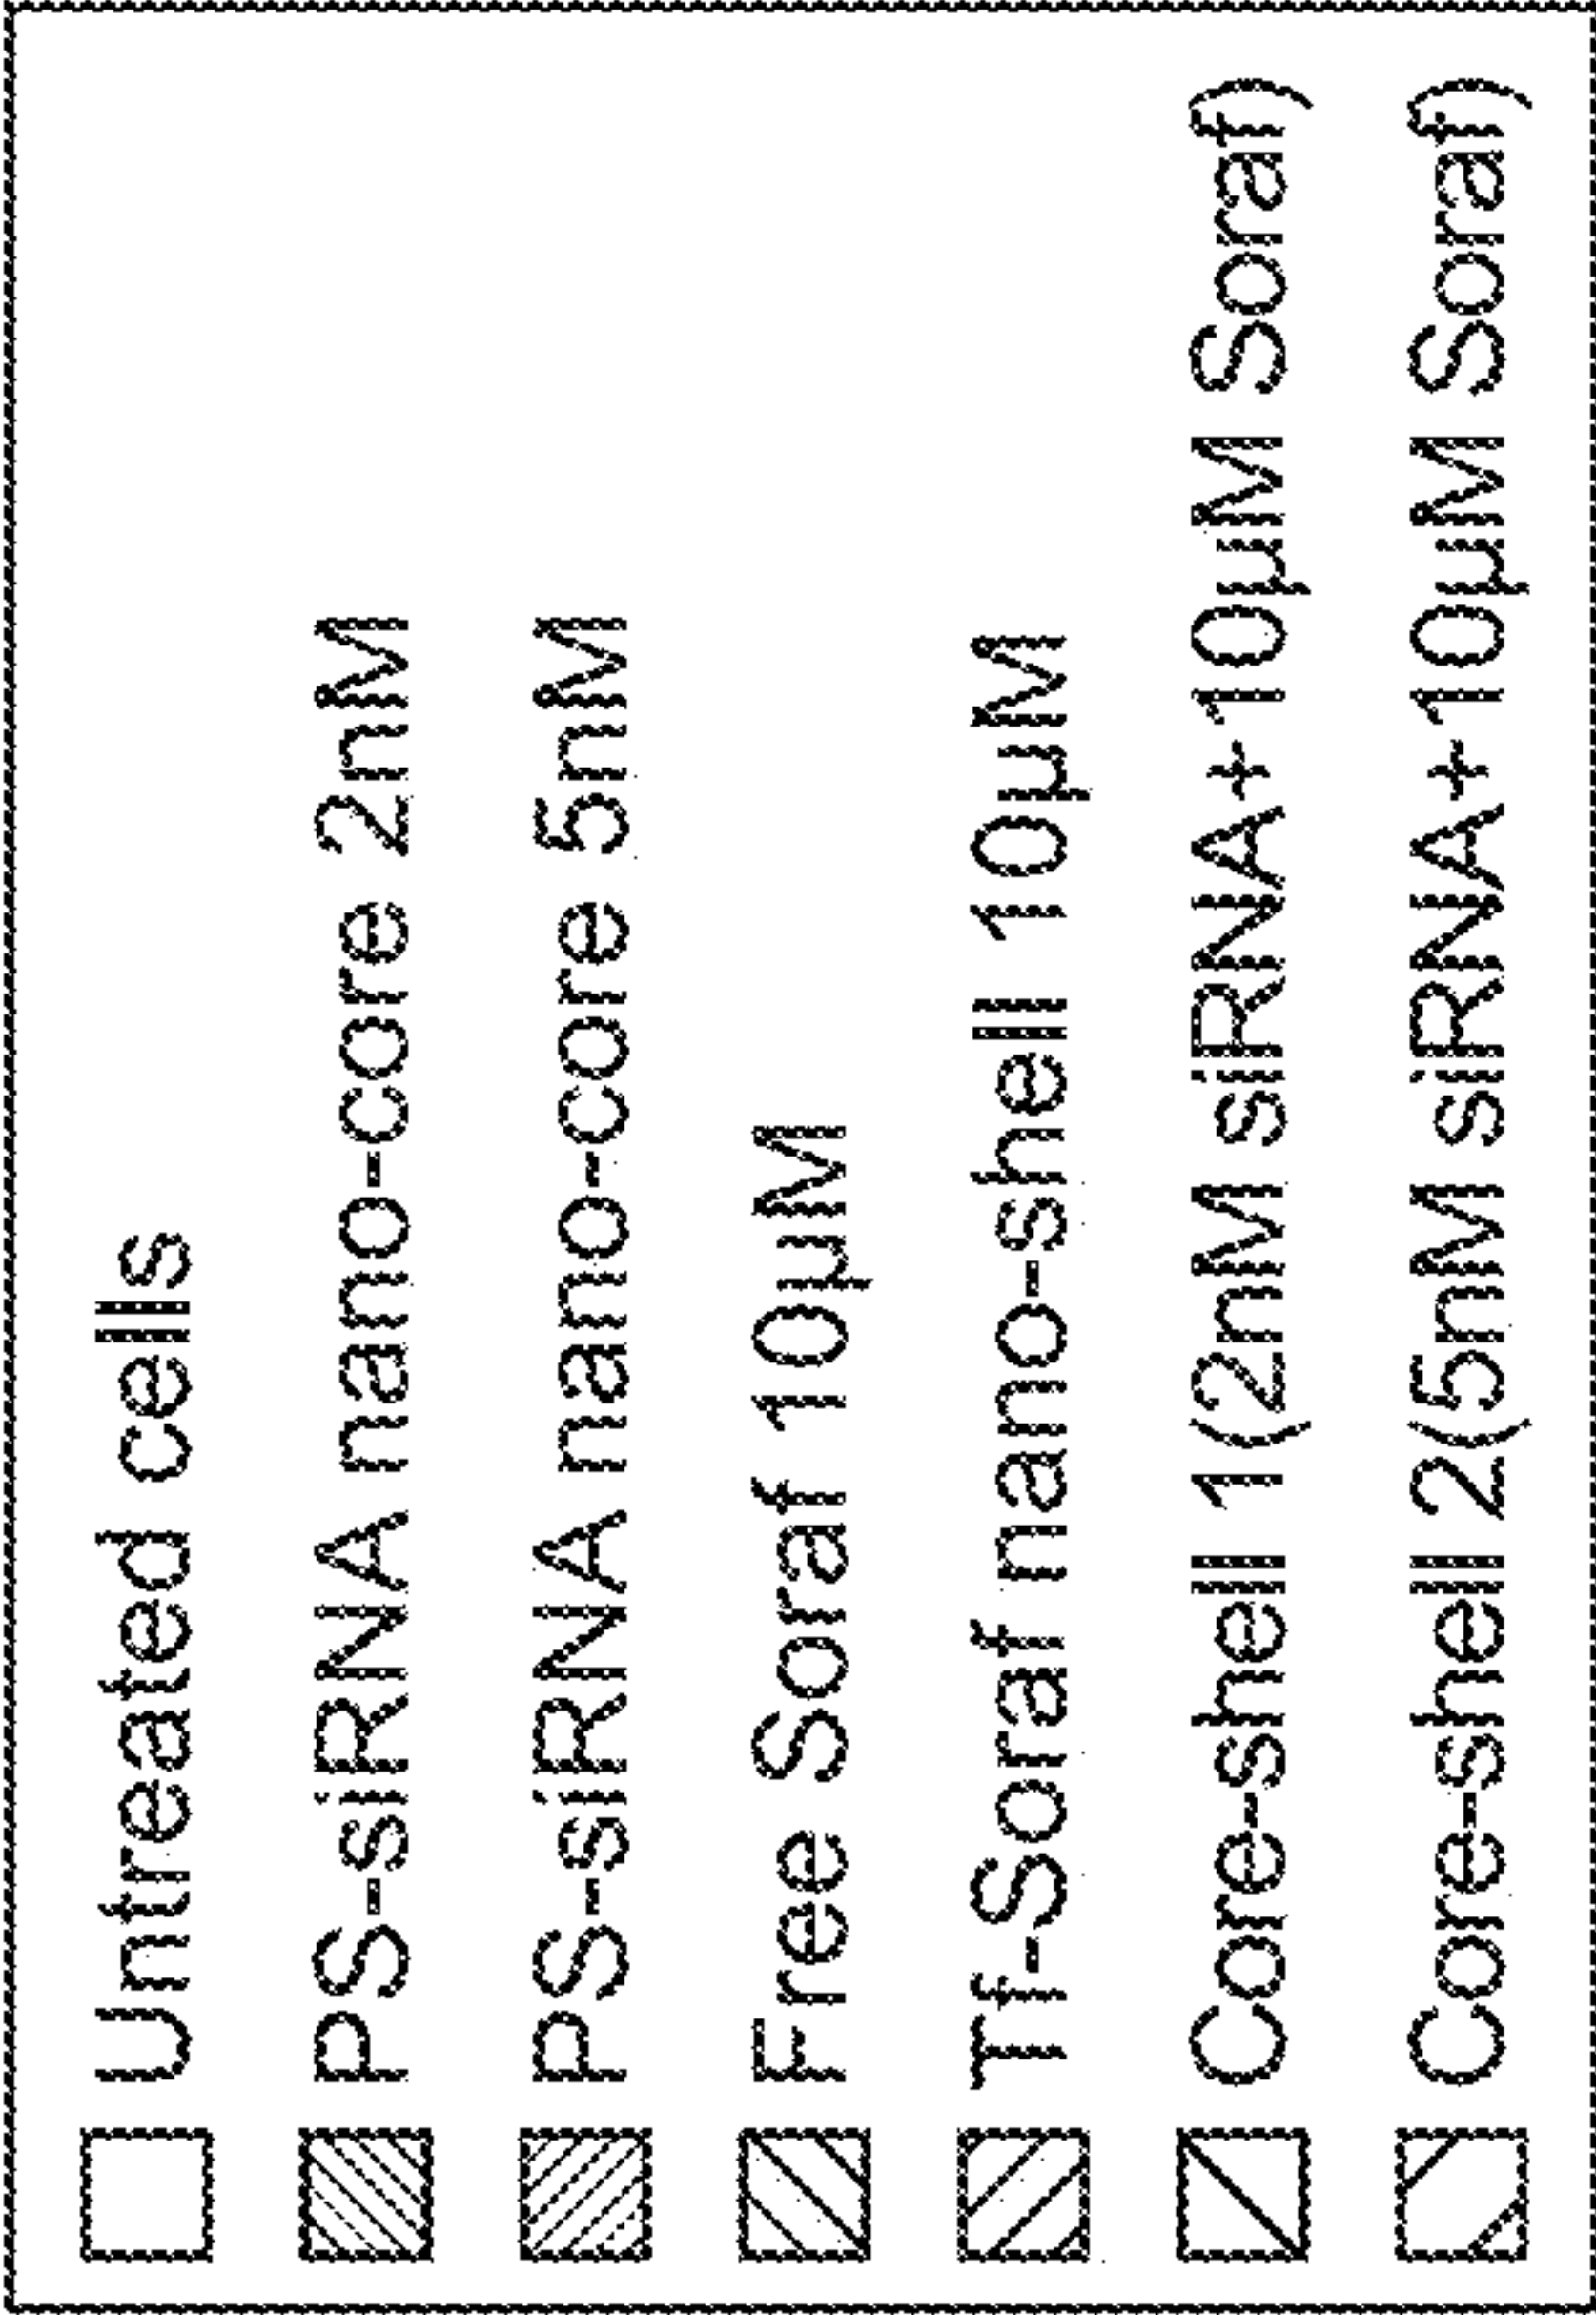 Untreated cells
PS-siRNA nano-core 2nM
PS-siRNA nano-core 5nM
Free Soraf 10µM
Tf-Soraf nano-shell 10µM
Core-shell 1(2nM siRNA+10µM Soraf)
Core-shell 2(5nM siRNA+10µM Soraf)